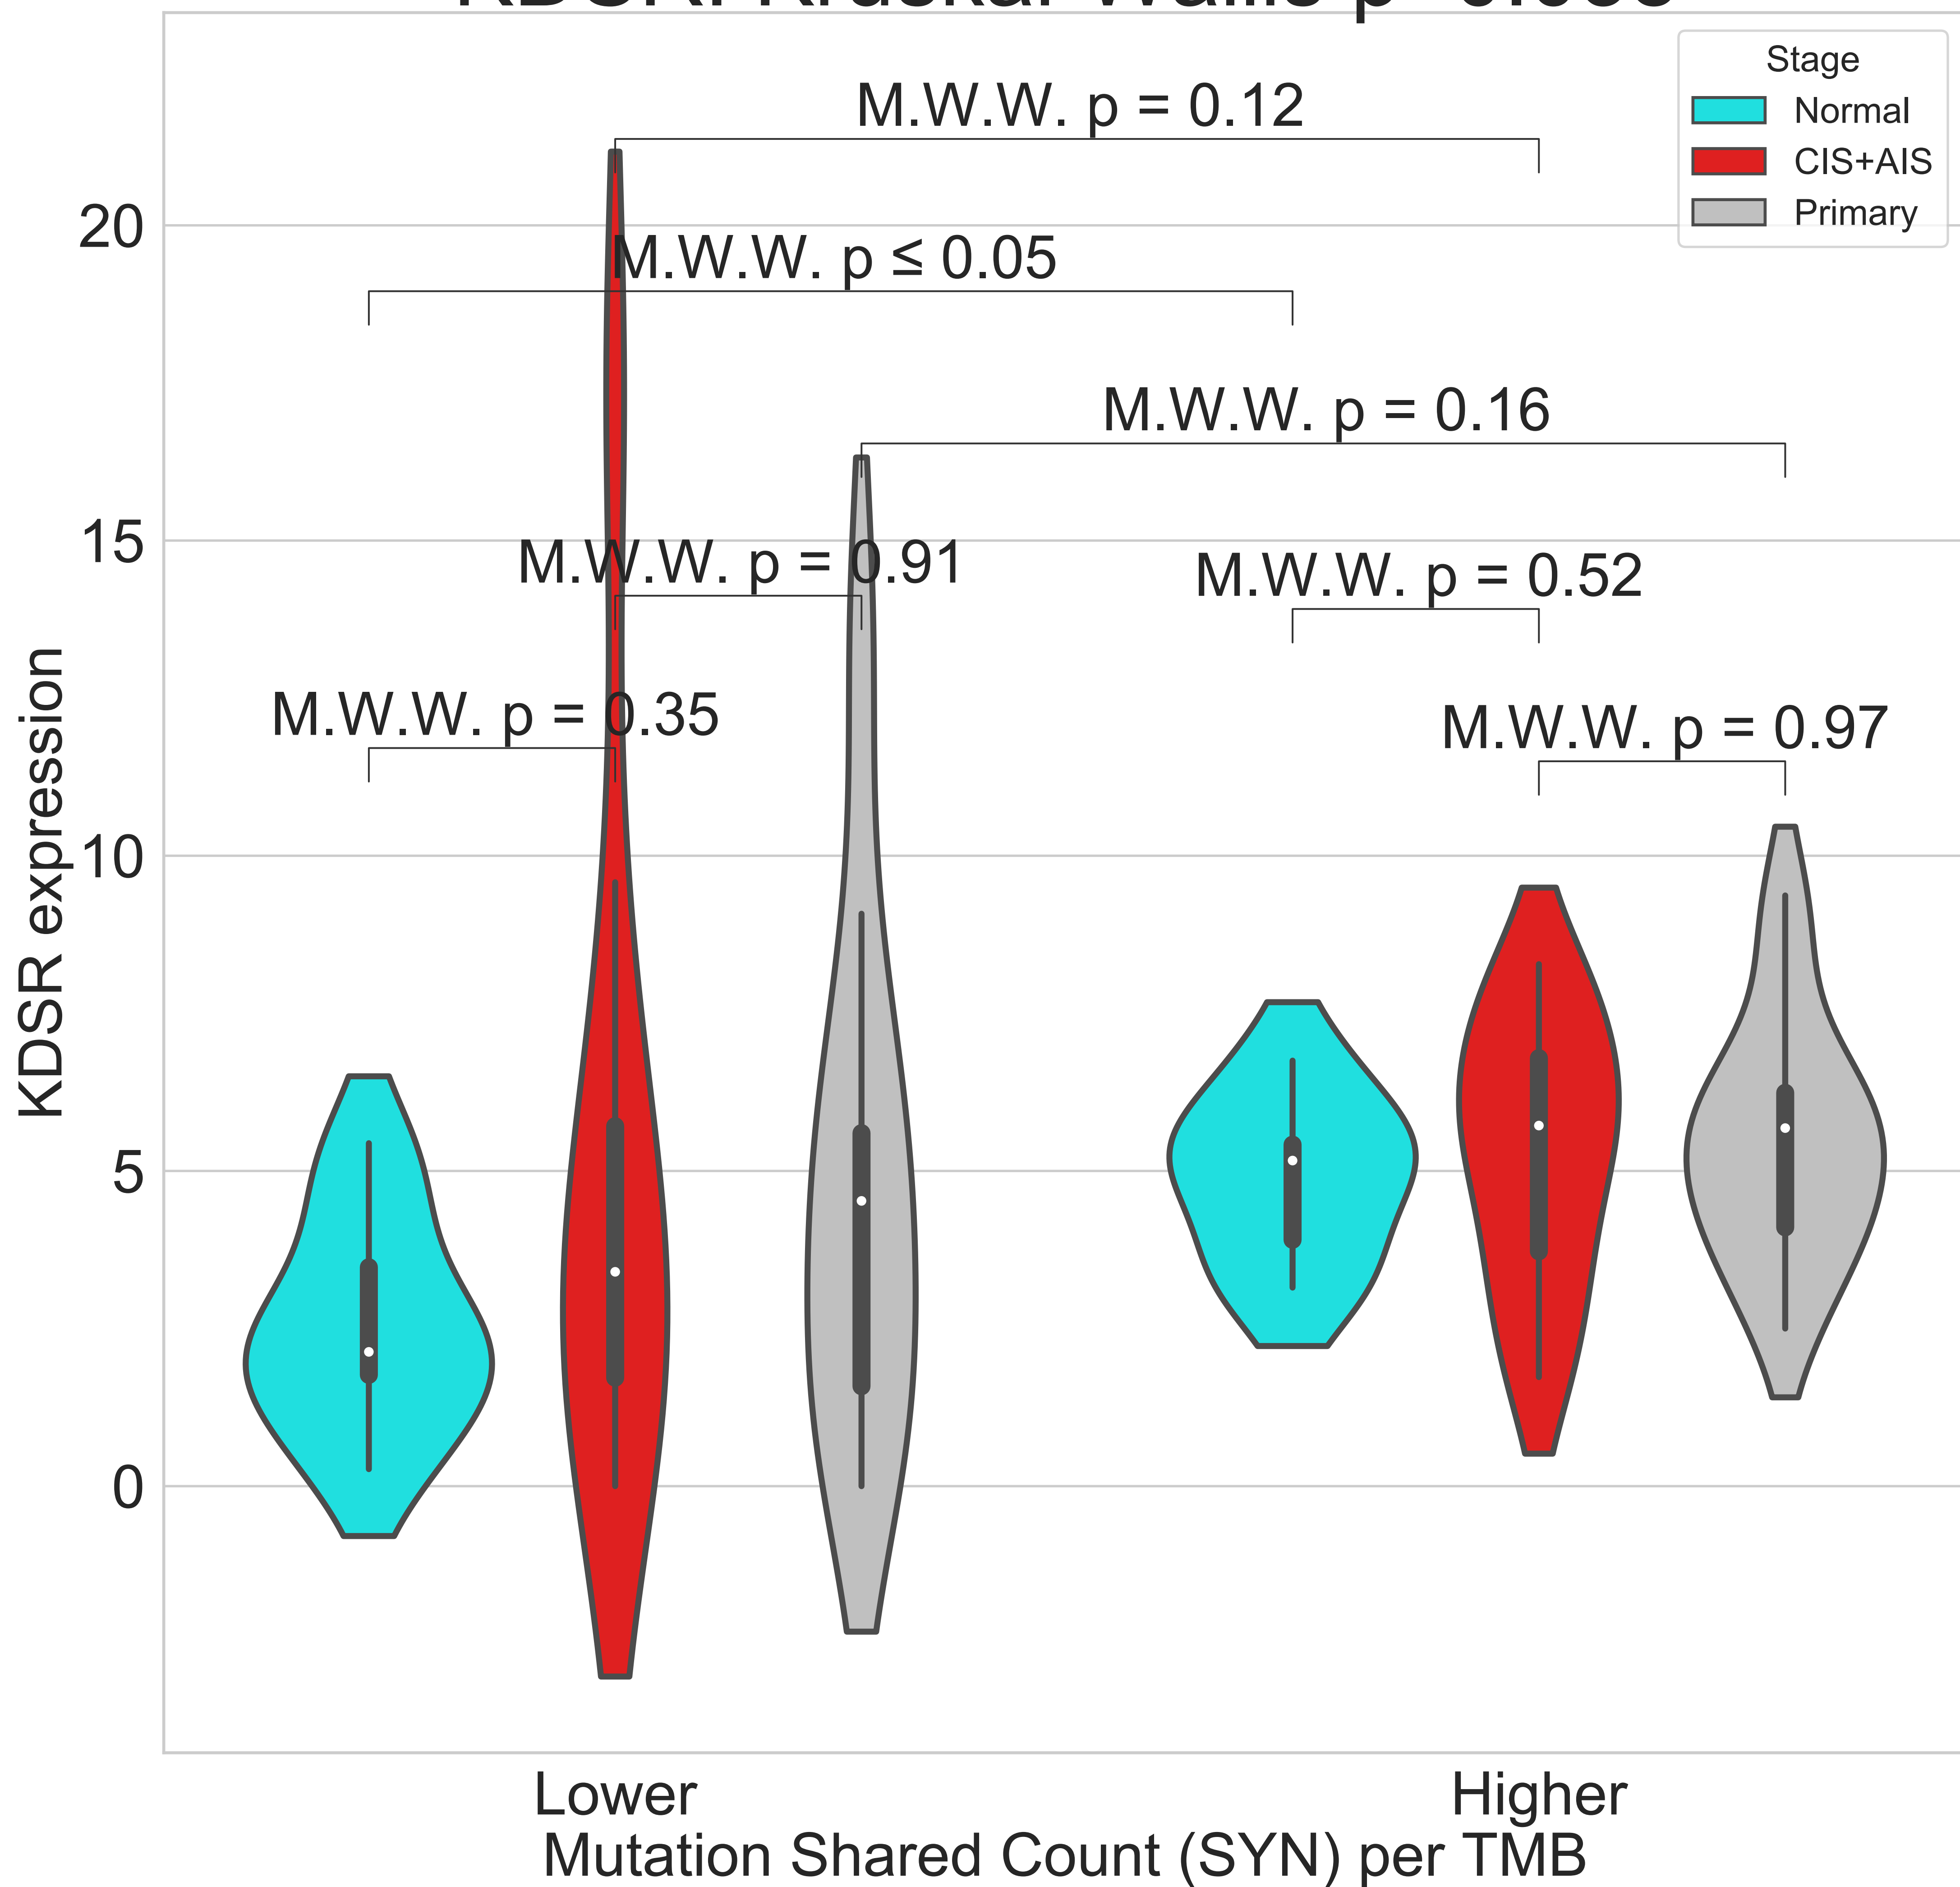 Stage
Normal
CIS+AIS
Primary
M.W.W. p = 0.12
M.W.W. p ≤ 0.05
M.W.W. p = 0.16
M.W.W. p = 0.91
M.W.W. p = 0.52
M.W.W. p = 0.35
M.W.W. p = 0.97
20
15
10
5
0
KDSR expression
Lower
Higher
Mutation Shared Count (SYN) per TMB